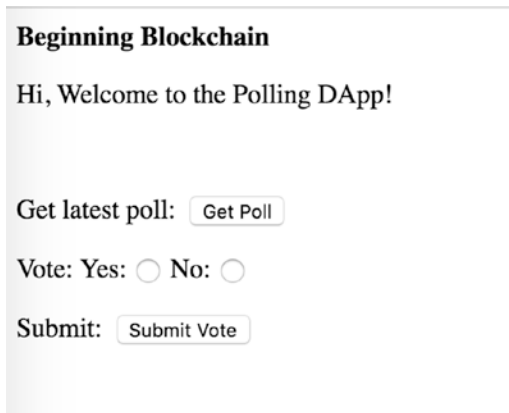 Beginning Blockchain
Hi, Welcome to the Polling DApp!
Get latest poll: Get Poll
Vote: Yes: No:
Submit: Submit Vote